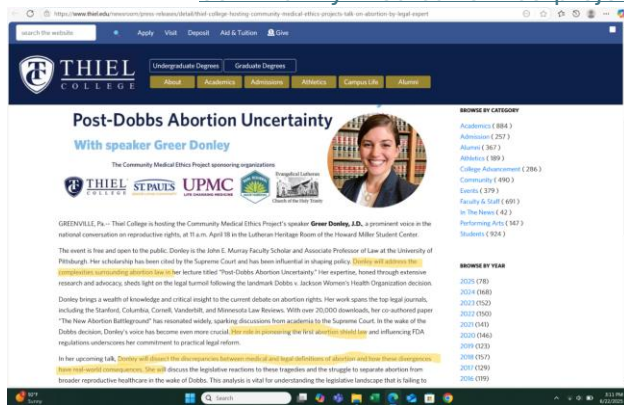 https://www.thiel.edu/newsroom/press-releases/detail/thiel-college-hosting-community-medical-ethics-projects-talk-on-abortion-by-legal-expert
search the website
Apply Visit Deposit Aid & Tuition Give
THIEL
COLLEGE
Undergraduate Degrees Graduate Degrees
About Academics Admissions Athletics Campus Life Alumni
Post-Dobbs Abortion Uncertainty
With speaker Greer Donley
The Community Medical Ethics Project sponsoring organizations
THIEL
COLLEGE
ST PAUL'S
UPMC
LIFE CHANGING MEDICINE
Evangelical Lutheran
Church of the Holy Trinity
GREENVILLE, Pa.— Thiel College is hosting the Community Medical Ethics Project's speaker Greer Donley, J.D., a prominent voice in the
national conversation on reproductive rights, at 11 a.m. April 18 in the Lutheran Heritage Room of the Howard Miller Student Center.
The event is free and open to the public. Donley is the John E. Murray Faculty Scholar and Associate Professor of Law at the University of
Pittsburgh. Her scholarship has been cited by the Supreme Court and has been influential in shaping policy. Donley will address the
complexities surrounding abortion law in her lecture titled "Post-Dobbs Abortion Uncertainty." Her expertise, honed through extensive
research and advocacy, sheds light on the legal turmoil following the landmark Dobbs v. Jackson Women's Health Organization decision.
Donley brings a wealth of knowledge and critical insight to the current debate on abortion rights. Her work spans the top legal journals,
including the Stanford, Columbia, Cornell, Vanderbilt, and Minnesota Law Reviews. With over 20,000 downloads, her co-authored paper
"The New Abortion Battleground" has resonated widely, sparking discussions from academia to the Supreme Court. In the wake of the
Dobbs decision, Donley's voice has become even more crucial. Her role in pioneering the first abortion shield law and influencing FDA
regulations underscores her commitment to practical legal reform.
In her upcoming talk, Donley will dissect the discrepancies between medical and legal definitions of abortion and how these divergences
have real-world consequences. She will discuss the legislative reactions to these tragedies and the struggle to separate abortion from
broader reproductive healthcare in the wake of Dobbs. This analysis is vital for understanding the legislative landscape that is failing to
BROWSE BY CATEGORY
Academics ( 884 )
Admission ( 257 )
Alumni ( 367 )
Athletics ( 189 )
College Advancement ( 286 )
Community ( 490 )
Events ( 379 )
Faculty & Staff ( 691 )
In The News ( 42 )
Performing Arts ( 147 )
Students ( 924 )
BROWSE BY YEAR
2025 (78)
2024 (168)
2023 (152)
2022 (150)
2021 (141)
2020 (146)
2019 (123)
2018 (157)
2017 (129)
2016 (119)
92°F
Sunny
Search
3:11 PM
6/22/2025